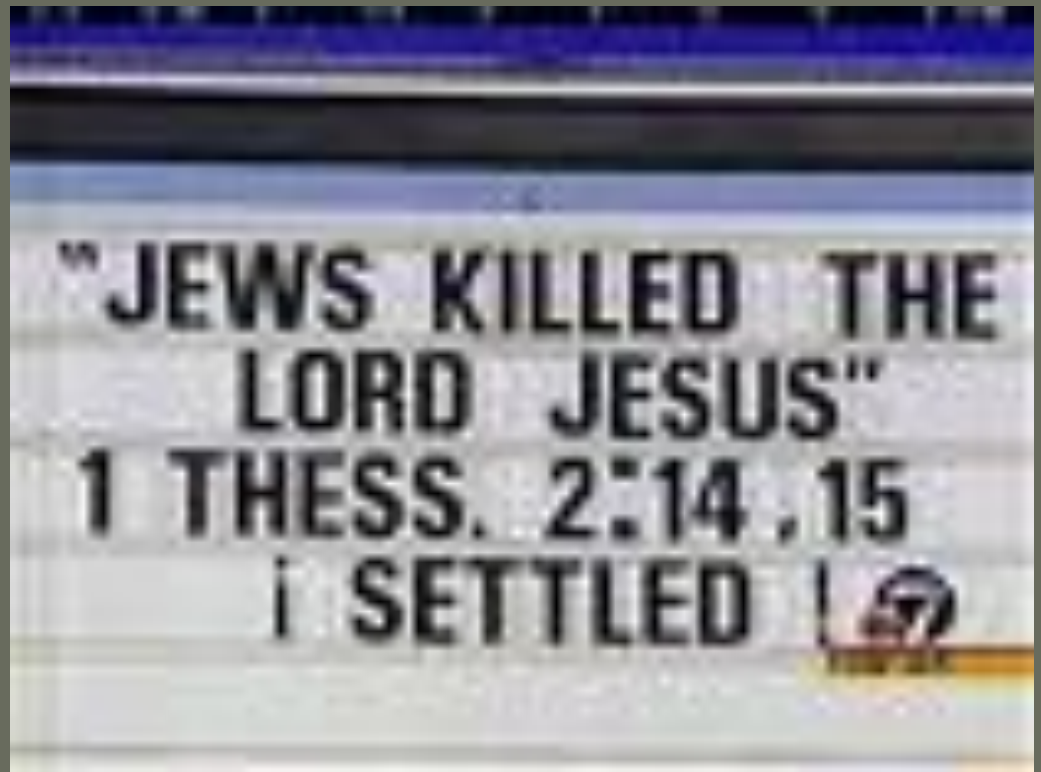 "JEWS KILLED THE
LORD JESUS"
1 THESS. 2:14,15
¡ SETTLED !